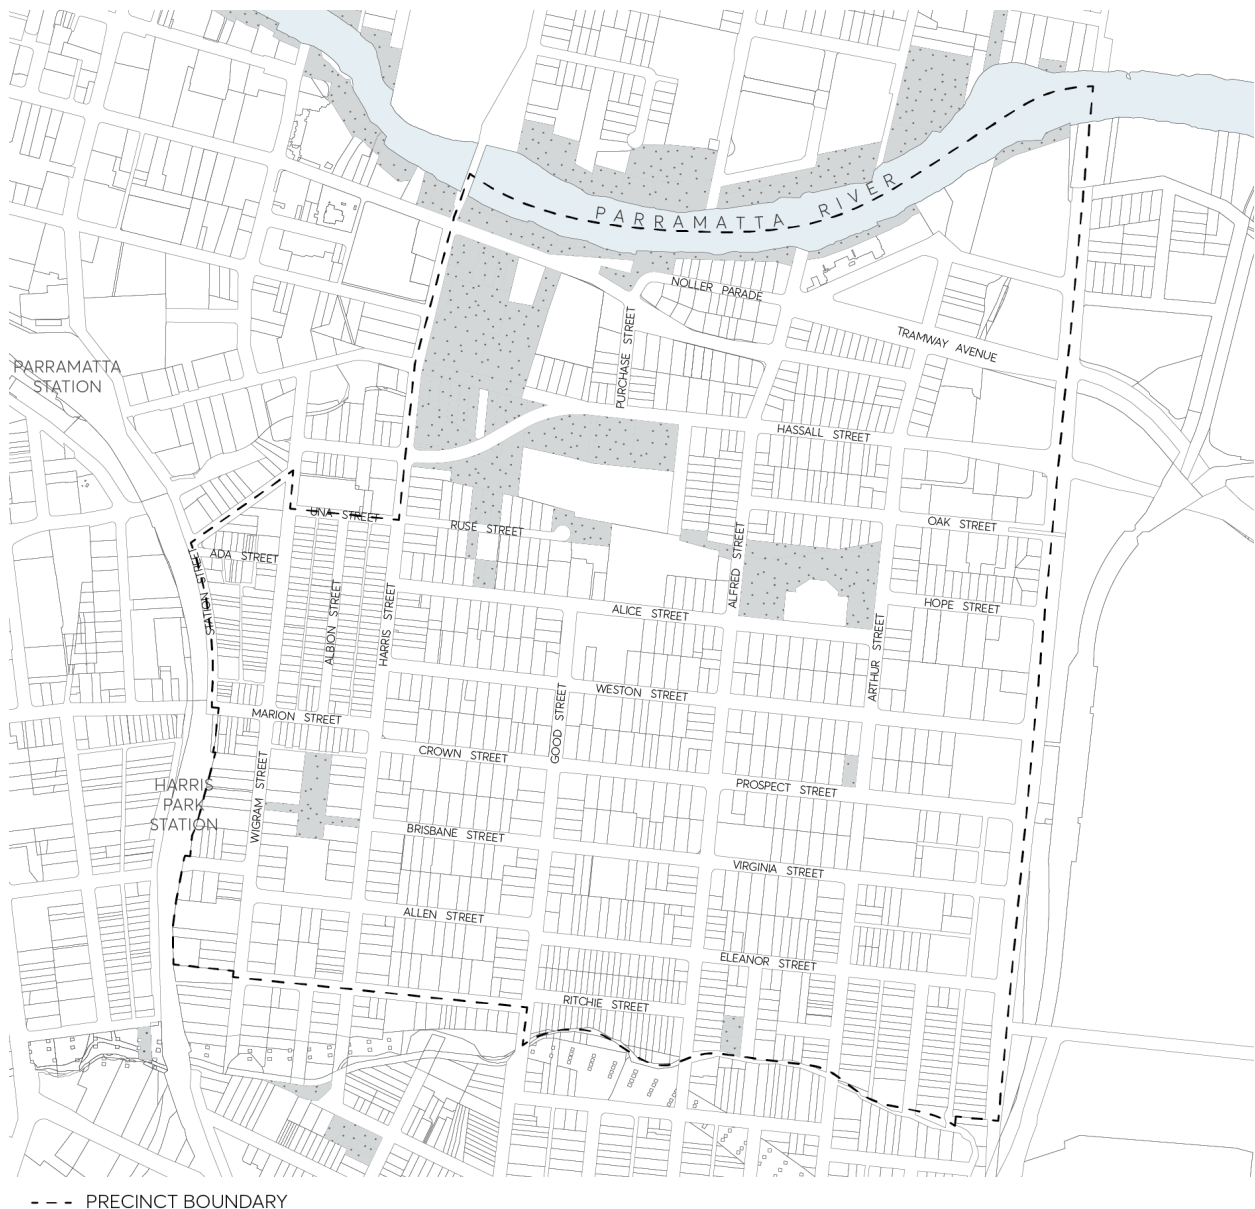 PARRAMATTA RIVER
NOLLER PARADE
TRAMWAY AVENUE
PURCHASE STREET
PARRAMATTA
STATION
HASSALL STREET
UNA STREET
RUSE STREET
OAK STREET
ADA STREET
STATION STREET
ALBION STREET
HARRIS STREET
ALFRED STREET
ALICE STREET
HOPE STREET
ARTHUR STREET
WESTON STREET
GOOD STREET
MARION STREET
CROWN STREET
WIGRAM STREET
HARRIS
PARK
STATION
PROSPECT STREET
BRISBANE STREET
VIRGINIA STREET
ALLEN STREET
ELEANOR STREET
RITCHIE STREET
PRECINCT BOUNDARY